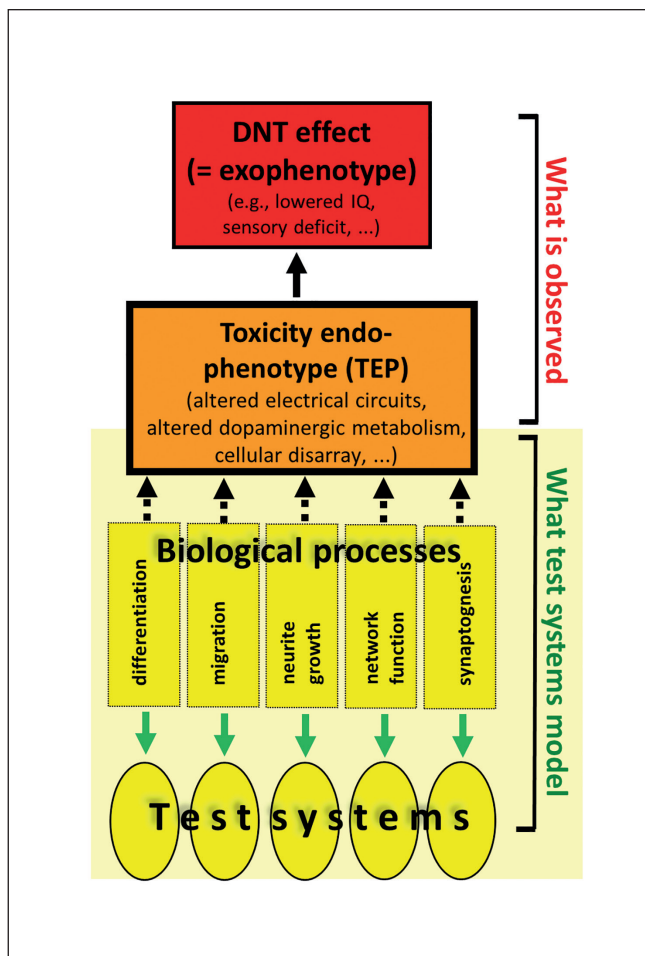 DNT effect
(= exophenotype)
(e.g., lowered IQ,
sensory deficit, ...)
What is observed
Toxicity endo-
phenotype (TEP)
(altered electrical circuits,
altered dopaminergic metabolism,
cellular disarray, ...)
What test systems model
Biological processes
differentiation
migration
neurite
growth
network
function
synaptognesis
Test systems